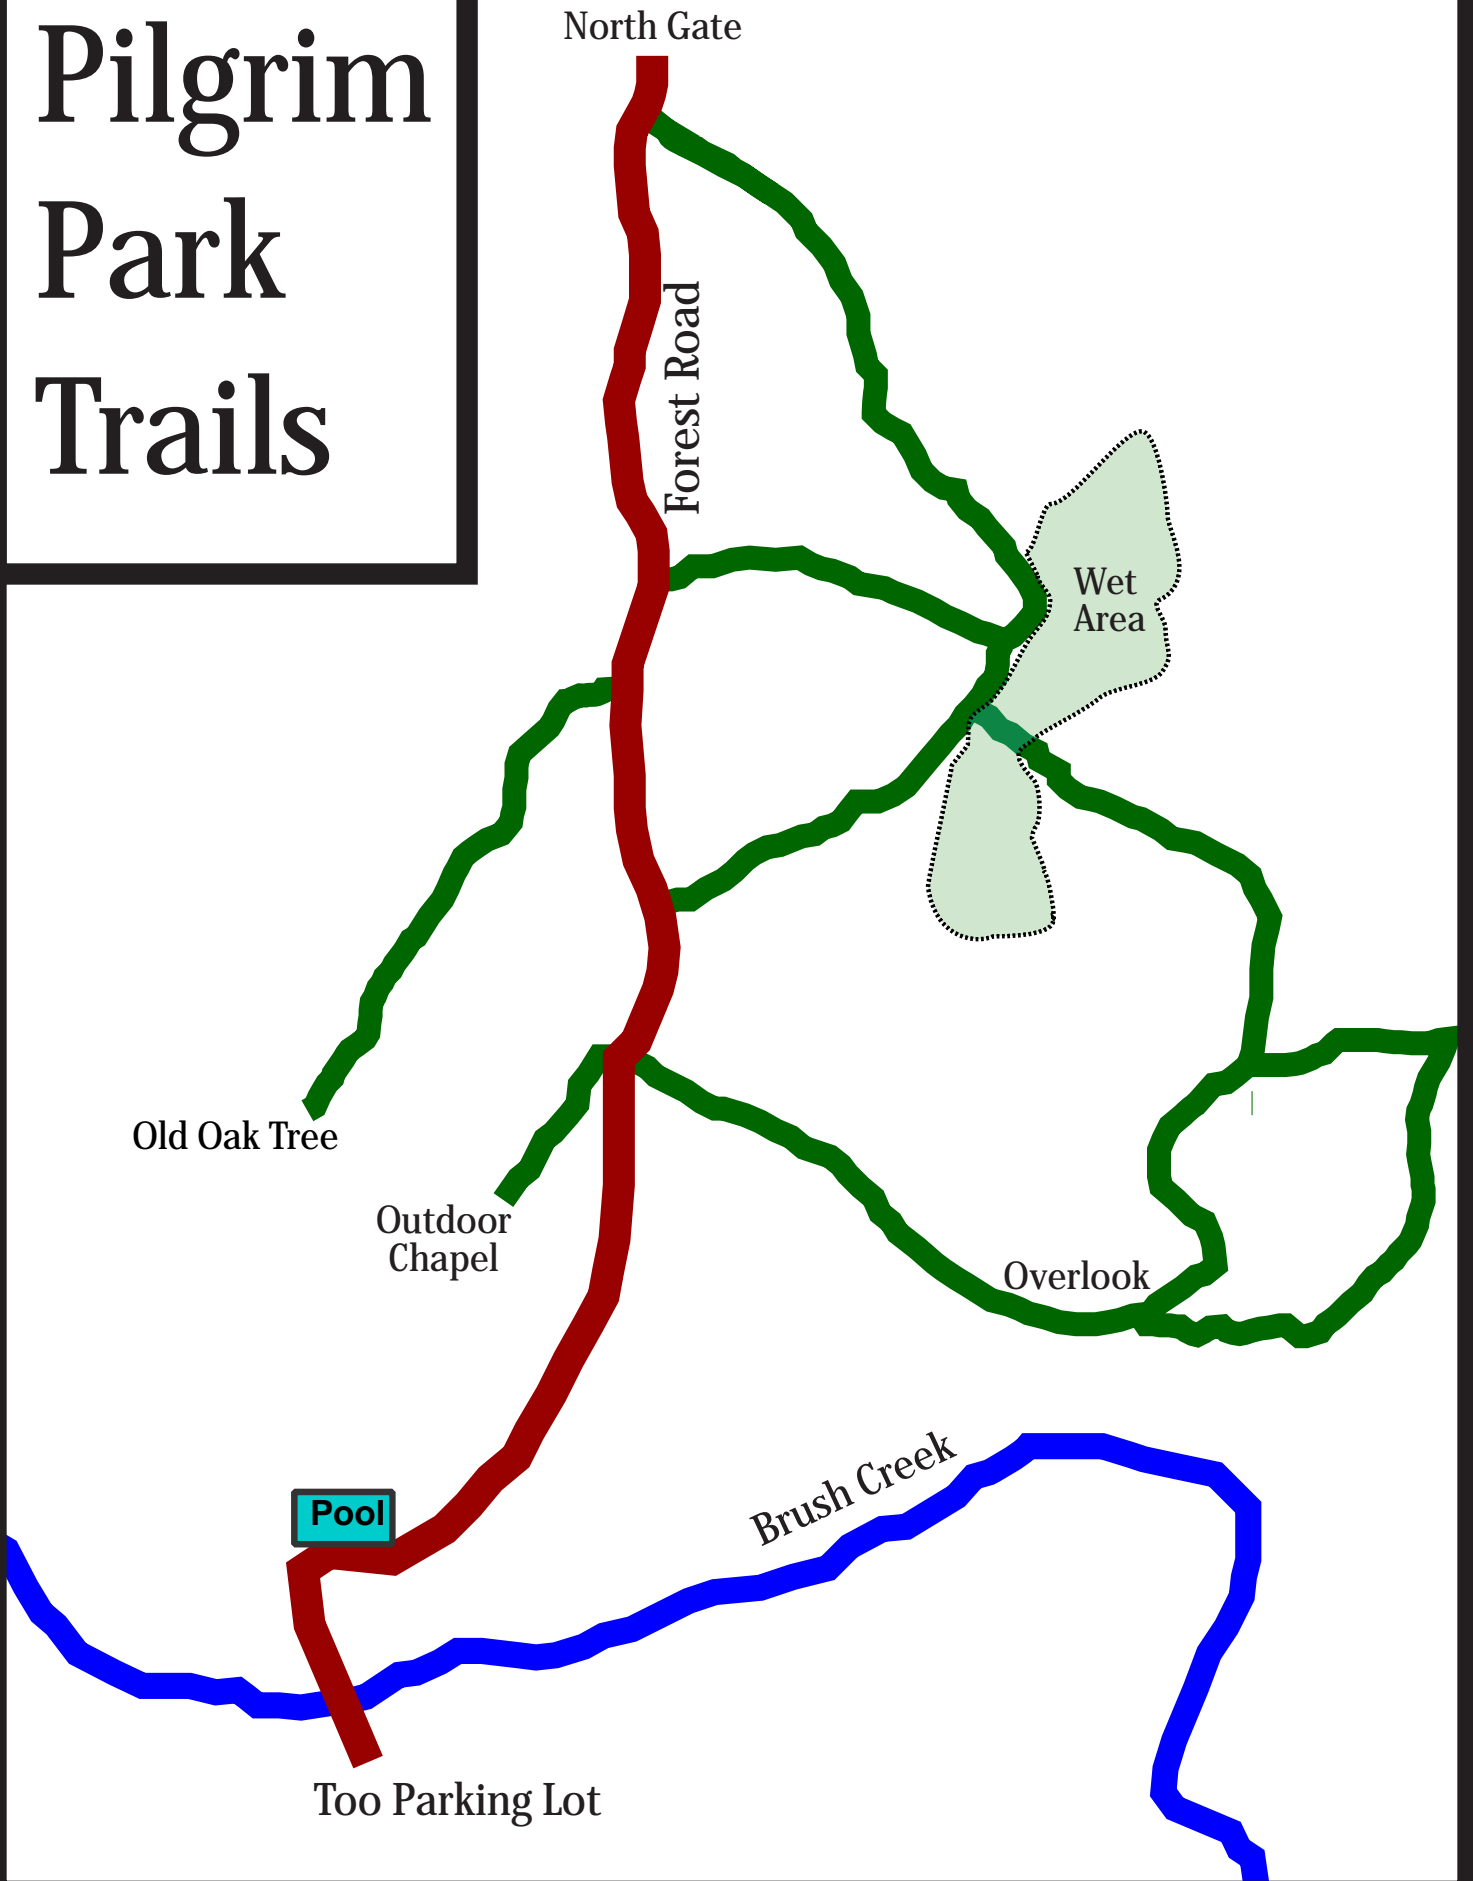 Pilgrim
Park
Trails
North Gate
Forest Road
Wet
Area
Old Oak Tree
Outdoor
Chapel
Overlook
Brush Creek
Pool
Too Parking Lot